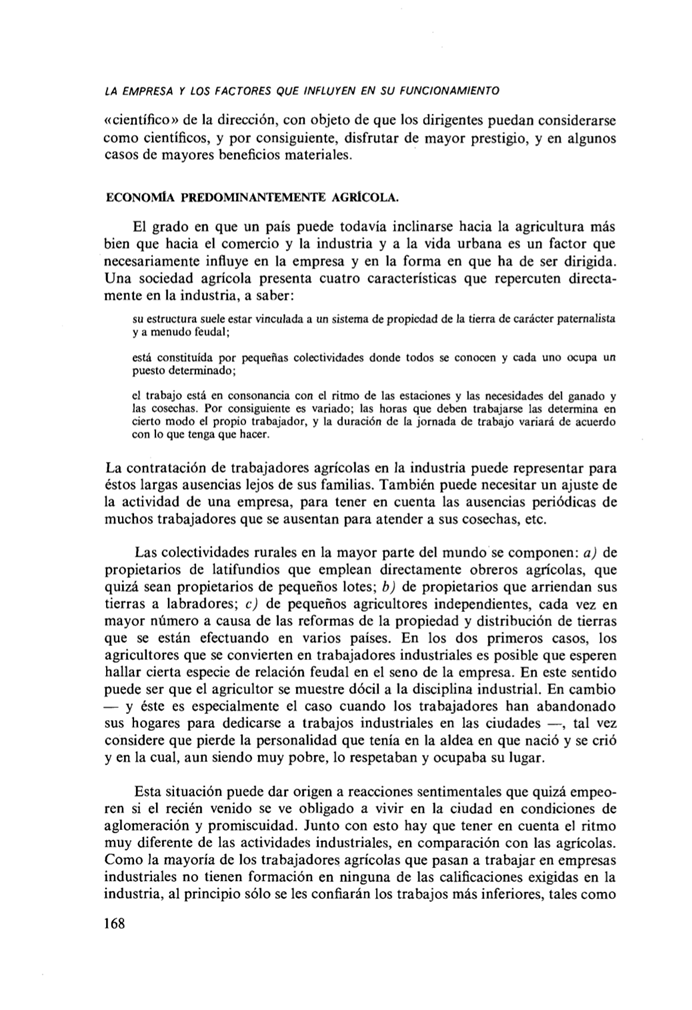 LA EMPRESA Y LOS FACTORES QUE INFLUYEN EN SU FUNCIONAMIENTO
«científico» de la dirección, con objeto de que los dirigentes puedan considerarse
como científicos, y por consiguiente, disfrutar de mayor prestigio, y en algunos
casos de mayores beneficios materiales.
ECONOMÍA PREDOMINANTEMENTE AGRÍCOLA.
El grado en que un país puede todavía inclinarse hacia la agricultura más
bien que hacia el comercio y la industria y a la vida urbana es un factor que
necesariamente influye en la empresa y en la forma en que ha de ser dirigida.
Una sociedad agrícola presenta cuatro características que repercuten directa-
mente en la industria, a saber:
su estructura suele estar vinculada a un sistema de propiedad de la tierra de carácter paternalista
y a menudo feudal;
está constituída por pequeñas colectividades donde todos se conocen y cada uno ocupa un
puesto determinado;
el trabajo está en consonancia con el ritmo de las estaciones y las necesidades del ganado y
las cosechas. Por consiguiente es variado; las horas que deben trabajarse las determina en
cierto modo el propio trabajador, y la duración de la jornada de trabajo variará de acuerdo
con lo que tenga que hacer.
La contratación de trabajadores agrícolas en la industria puede representar para
éstos largas ausencias lejos de sus familias. También puede necesitar un ajuste de
la actividad de una empresa, para tener en cuenta las ausencias periódicas de
muchos trabajadores que se ausentan para atender a sus cosechas, etc.
Las colectividades rurales en la mayor parte del mundo se componen: a) de
propietarios de latifundios que emplean directamente obreros agrícolas, que
quizá sean propietarios de pequeños lotes; b) de propietarios que arriendan sus
tierras a labradores; c) de pequeños agricultores independientes, cada vez en
mayor número a causa de las reformas de la propiedad y distribución de tierras
que se están efectuando en varios países. En los dos primeros casos, los
agricultores que se convierten en trabajadores industriales es posible que esperen
hallar cierta especie de relación feudal en el seno de la empresa. En este sentido
puede ser que el agricultor se muestre dócil a la disciplina industrial. En cambio
— y éste es especialmente el caso cuando los trabajadores han abandonado
sus hogares para dedicarse a trabajos industriales en las ciudades —, tal vez
considere que pierde la personalidad que tenía en la aldea en que nació y se crió
y en la cual, aun siendo muy pobre, lo respetaban y ocupaba su lugar.
Esta situación puede dar origen a reacciones sentimentales que quizá empeo-
ren si el recién venido se ve obligado a vivir en la ciudad en condiciones de
aglomeración y promiscuidad. Junto con esto hay que tener en cuenta el ritmo
muy diferente de las actividades industriales, en comparación con las agrícolas.
Como la mayoría de los trabajadores agrícolas que pasan a trabajar en empresas
industriales no tienen formación en ninguna de las calificaciones exigidas en la
industria, al principio sólo se les confiarán los trabajos más inferiores, tales como
168